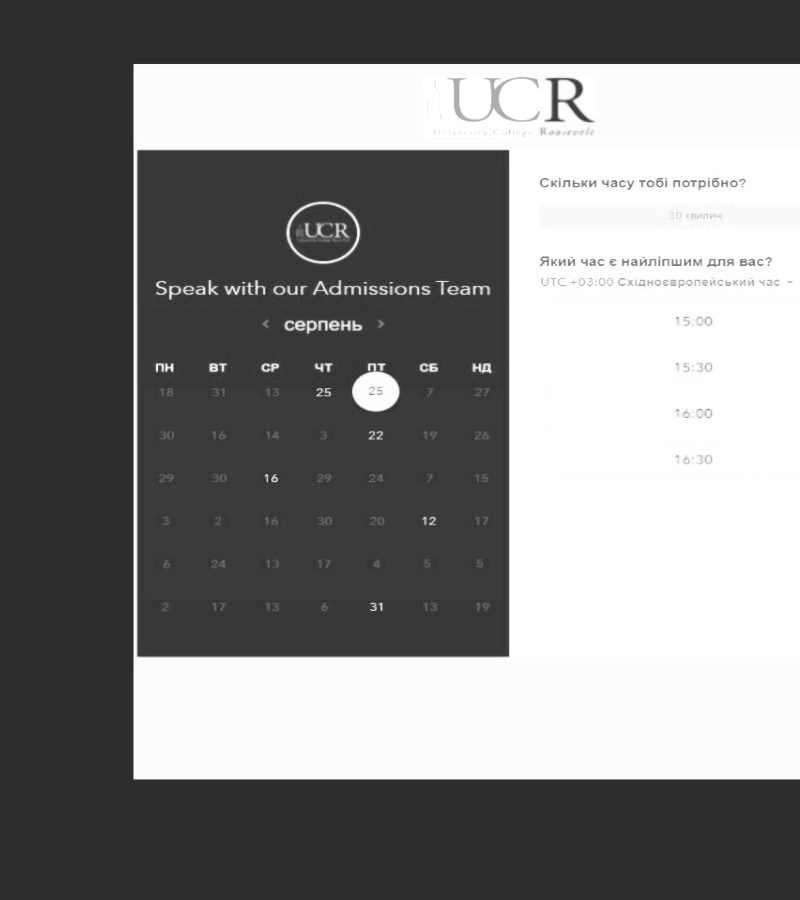 UCR
University College Roosevelt
UCR
Speak with our Admissions Team
< серпень >
ПН ВТ СР ЧТ ПТ СБ НД
18 31 13 25 25 7 27
30 16 14 3 22 19 26
29 30 16 29 24 7 15
3 2 16 30 20 12 17
6 24 13 17 4 5 5
2 17 13 6 31 13 19
Скільки часу тобі потрібно?
30 хвилин
Який час є найліпшим для вас?
UTC +03:00 Східноєвропейський час
15:00
15:30
16:00
16:30